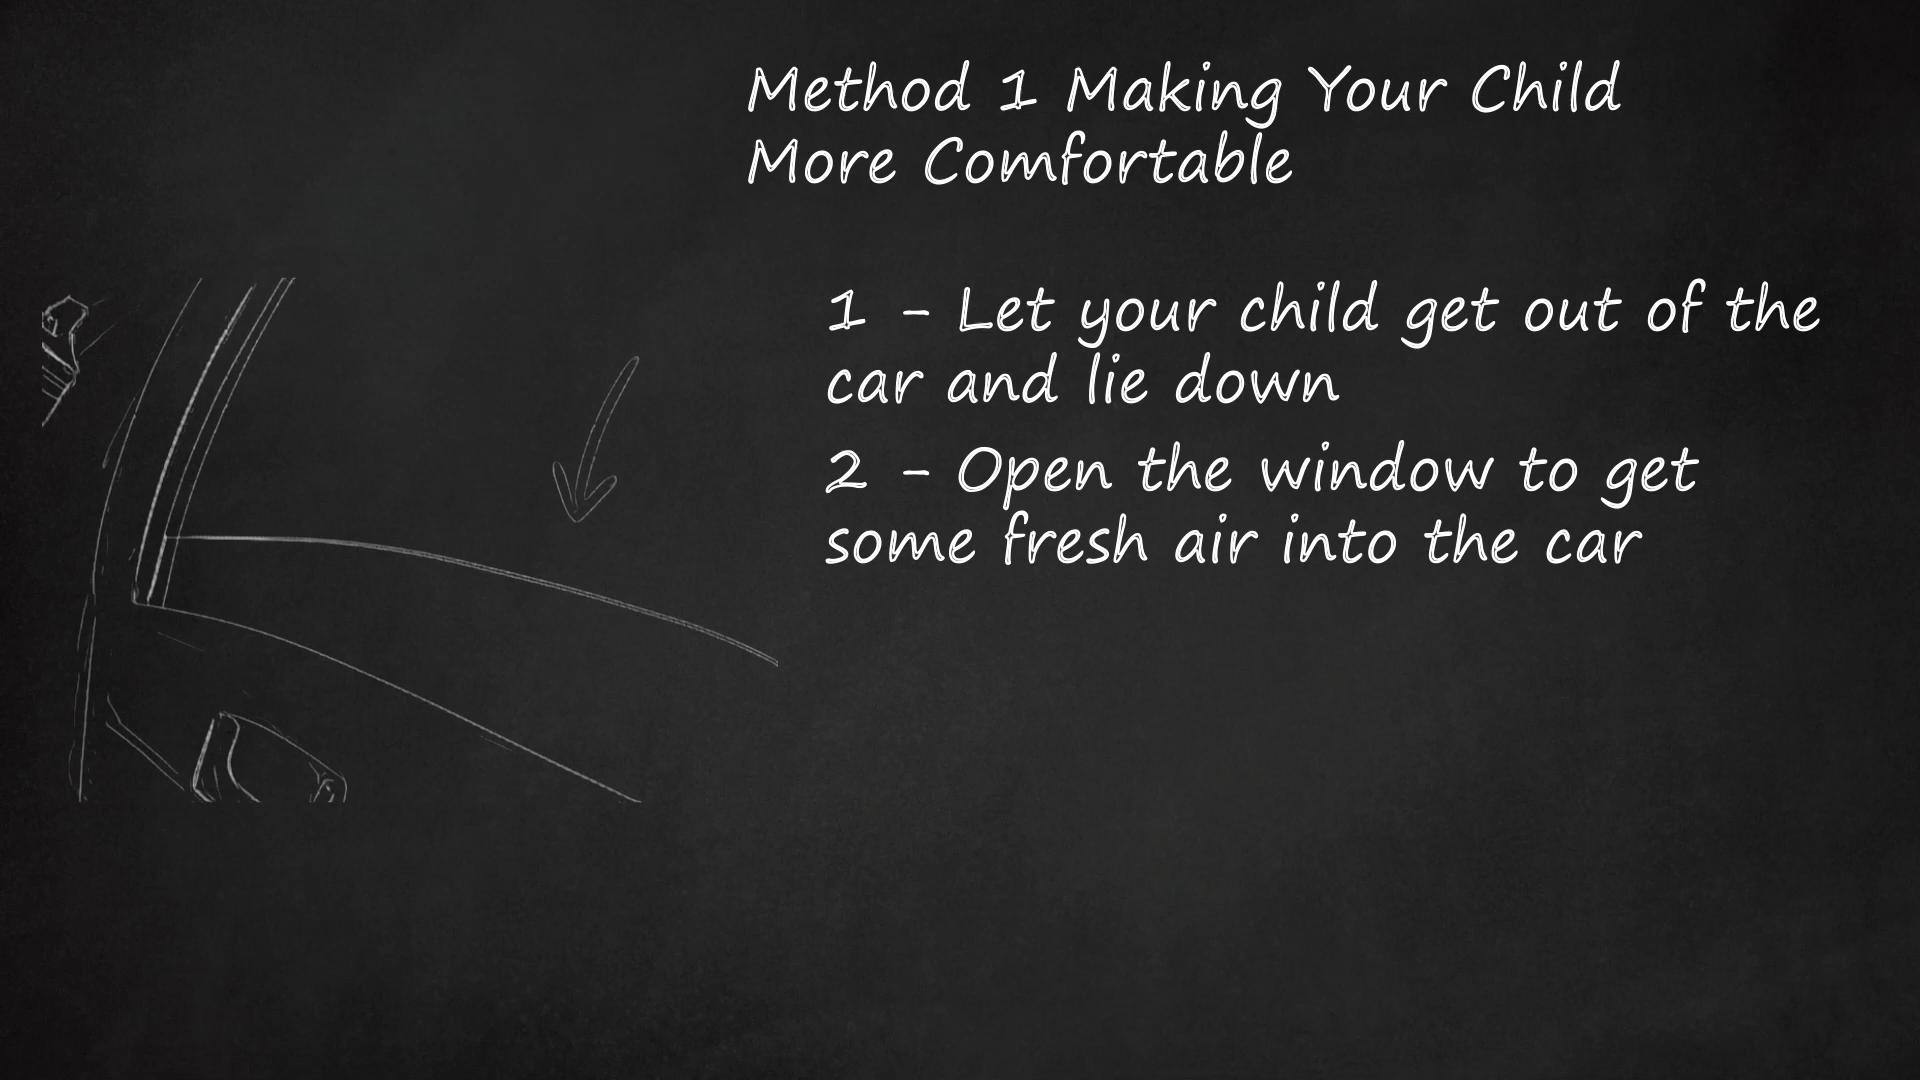 Method 1 Making Your Child
More Comfortable
1 - Let your child get out of the
car and lie down
2 - Open the window to get
some fresh air into the car